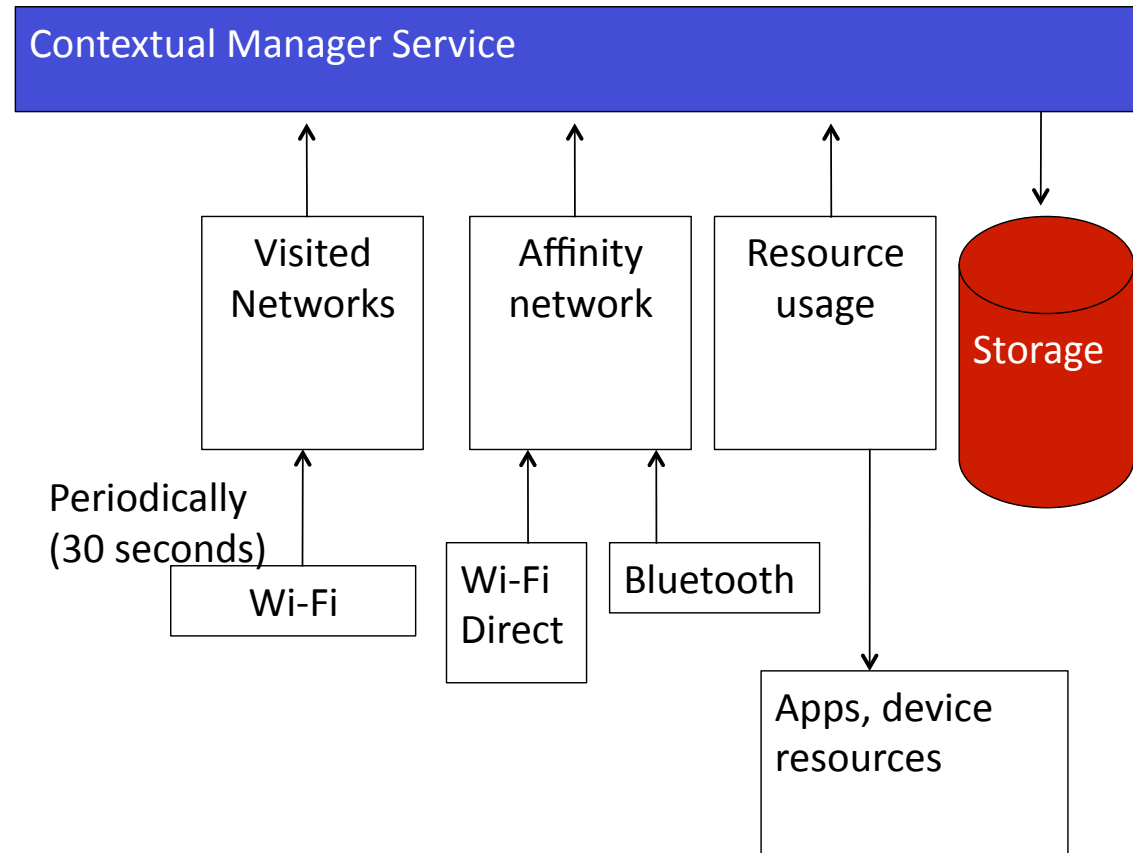 Contextual Manager Service
Visited
Networks
Affinity
network
Resource
usage
Storage
Periodically
(30 seconds)
Wi-Fi
Wi-Fi
Direct
Bluetooth
Apps, device
resources